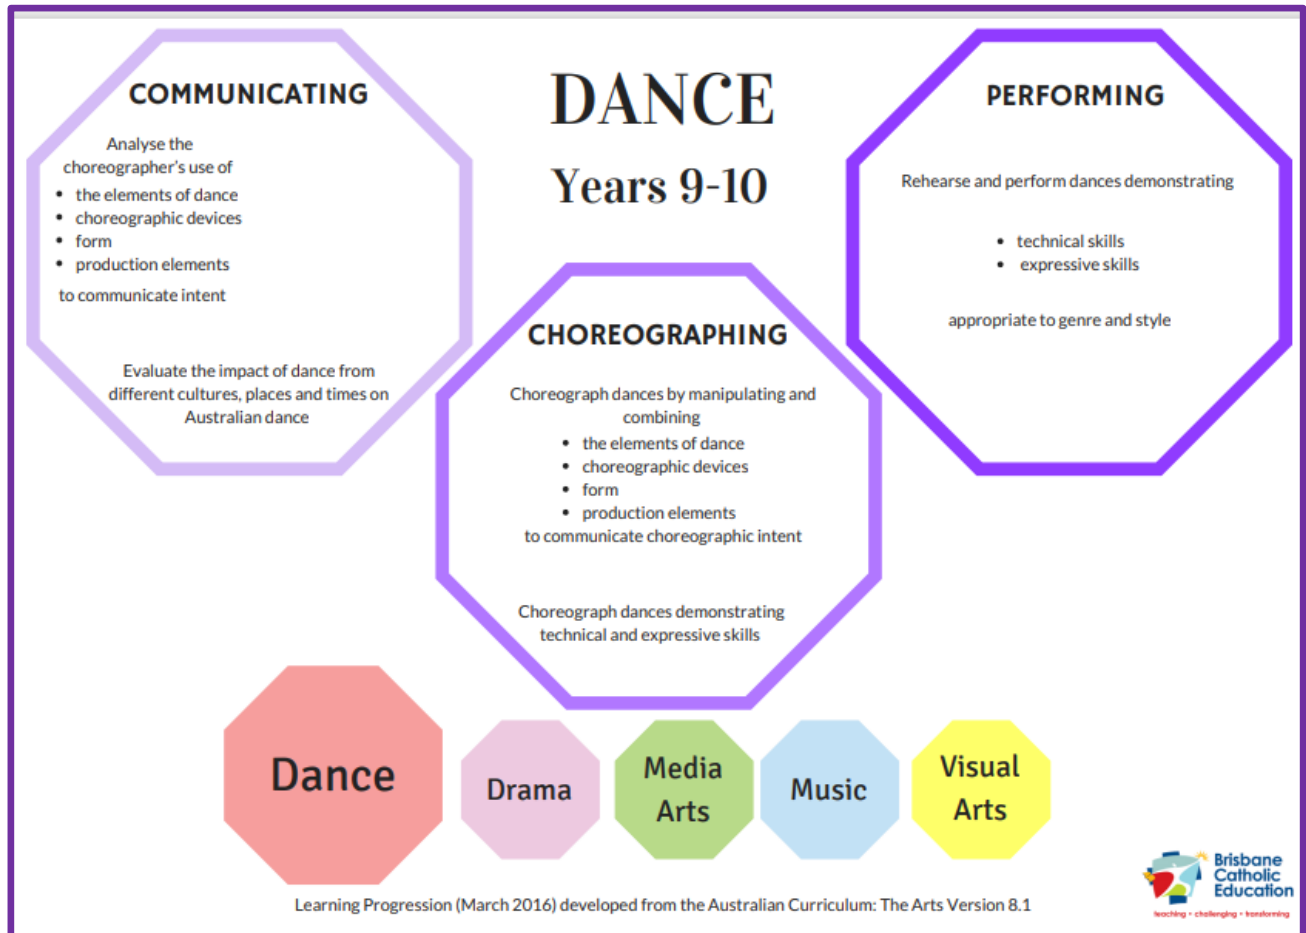 DANCE
Years 9-10
COMMUNICATING
Analyse the
choreographer's use of
• the elements of dance
• choreographic devices
• form
• production elements
to communicate intent
Evaluate the impact of dance from
different cultures, places and times on
Australian dance
CHOREOGRAPHING
Choreograph dances by manipulating and
combining
• the elements of dance
• choreographic devices
• form
• production elements
to communicate choreographic intent
Choreograph dances demonstrating
technical and expressive skills
PERFORMING
Rehearse and perform dances demonstrating
• technical skills
• expressive skills
appropriate to genre and style
Dance
Drama
Media
Arts
Music
Visual
Arts
Brisbane
Catholic
Education
teaching • challenging • transforming
Learning Progression (March 2016) developed from the Australian Curriculum: The Arts Version 8.1